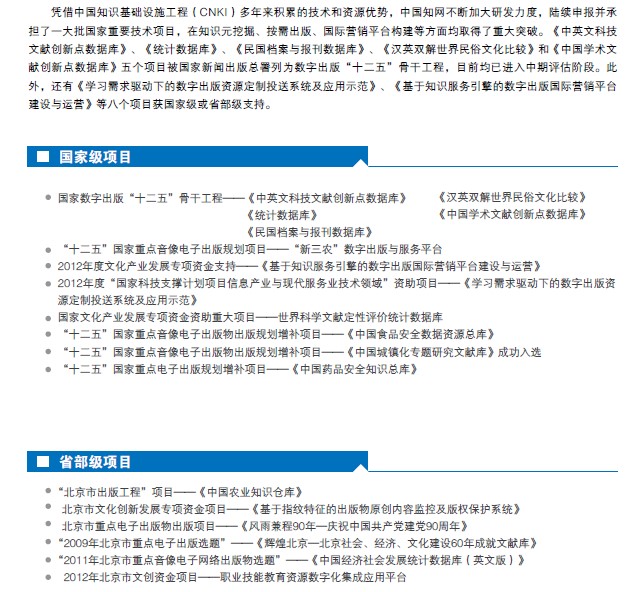 凭借中国知识基础设施工程（CNKI）多年来积累的技术和资源优势，中国知网不断加大研发力度，陆续申报并承
担了一大批国家重要技术项目，在知识元挖掘、按需出版、国际营销平台构建等方面均取得了重大突破。《中英文科技
文献创新点数据库》、《统计数据库》、《民国档案与报刊数据库》、《汉英双解世界民俗文化比较》和《中国学术文
献创新点数据库》五个项目被国家新闻出版总署列为数字出版“十二五”骨干工程，目前均已进入中期评估阶段。此
外，还有《学习需求驱动下的数字出版资源定制投送系统及应用示范》、《基于知识服务引擎的数字出版国际营销平台
建设与运营》等八个项目获国家级或省部级支持。
国家级项目
国家数字出版“十二五”骨干工程——《中英文科技文献创新点数据库》 《汉英双解世界民俗文化比较》
《统计数据库》 《中国学术文献创新点数据库》
《民国档案与报刊数据库》
“十二五”国家重点音像电子出版规划项目——“新三农”数字出版与服务平台
2012年度文化产业发展专项资金支持——《基于知识服务引擎的数字出版国际营销平台建设与运营》
2012年度“国家科技支撑计划项目信息产业与现代服务业技术领域”资助项目——《学习需求驱动下的数字出版资
源定制投送系统及应用示范》
国家文化产业发展专项资金资助重大项目——世界科学文献定性评价统计数据库
“十二五”国家重点音像电子出版物出版规划增补项目——《中国食品安全数据资源总库》
“十二五”国家重点音像电子出版物出版规划增补项目——《中国城镇化专题研究文献库》成功入选
“十二五”国家重点电子出版规划增补项目——《中国药品安全知识总库》
省部级项目
“北京市出版工程”项目——《中国农业知识仓库》
北京市文化创新发展专项资金项目——《基于指纹特征的出版物原创内容监控及版权保护系统》
北京市重点电子出版物出版项目——《风雨兼程90年—庆祝中国共产党建党90周年》
“2009年北京市重点电子出版选题”——《辉煌北京—北京社会、经济、文化建设60年成就文献库》
“2011年北京市重点音像电子网络出版物选题”——《中国经济社会发展统计数据库（英文版）》
2012年北京市文创资金项目——职业技能教育资源数字化集成应用平台